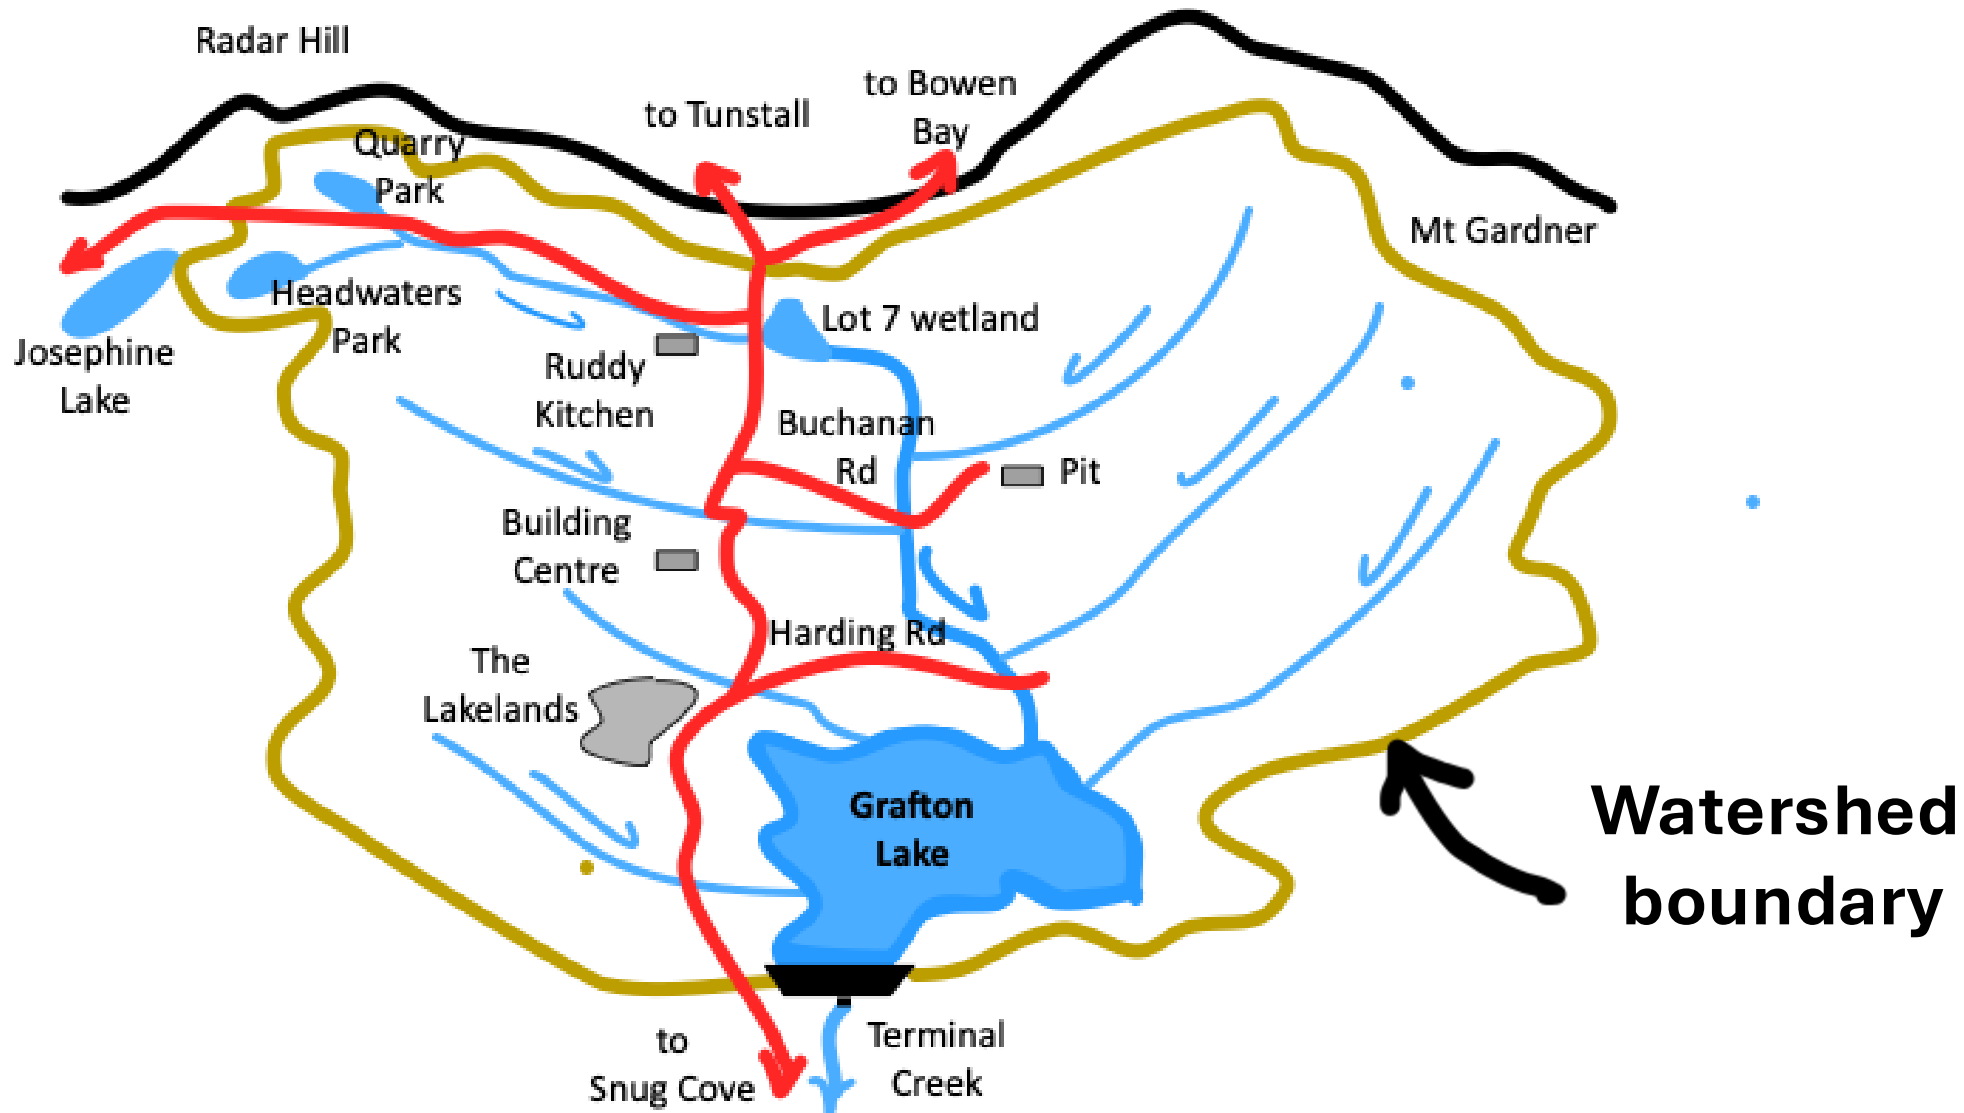 Radar Hill
to Tunstall
to Bowen
Bay
Quarry
Park
Mt Gardner
Headwaters
Park
Josephine
Lake
Lot 7 wetland
Ruddy
Kitchen
Buchanan
Rd
Pit
Building
Centre
Harding Rd
The
Lakelands
Grafton
Lake
Watershed
boundary
to
Snug Cove
Terminal
Creek